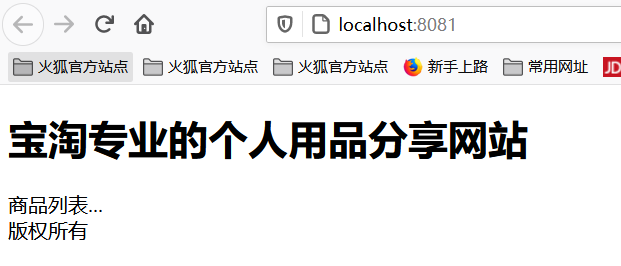 localhost:8081
火狐官方站点 火狐官方站点 火狐官方站点 新手上路 常用网址 JD
宝淘专业的个人用品分享网站
商品列表...
版权所有